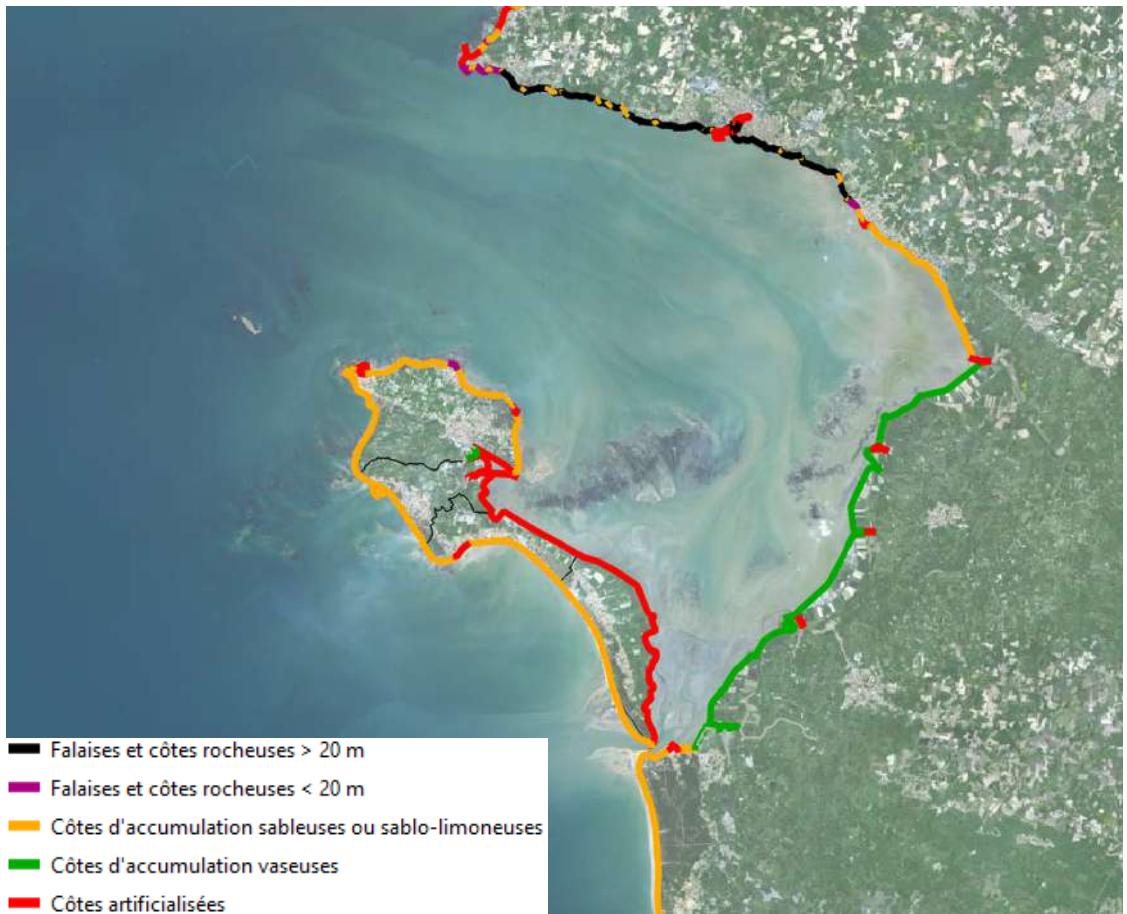 Falaises et côtes rocheuses > 20 m
Falaises et côtes rocheuses < 20 m
Côtes d'accumulation sableuses ou sablo-limoneuses
Côtes d'accumulation vaseuses
Côtes artificialisées